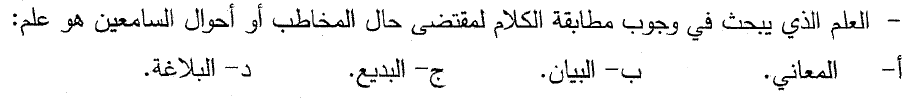 - العلم الذي يبحث في وجوب مطابقة الكلام لمقتضى حال المخاطب أو أحوال السامعين هو علم:
أ- المعاني. ب- البيان. ج- البديع. د- البلاغة.